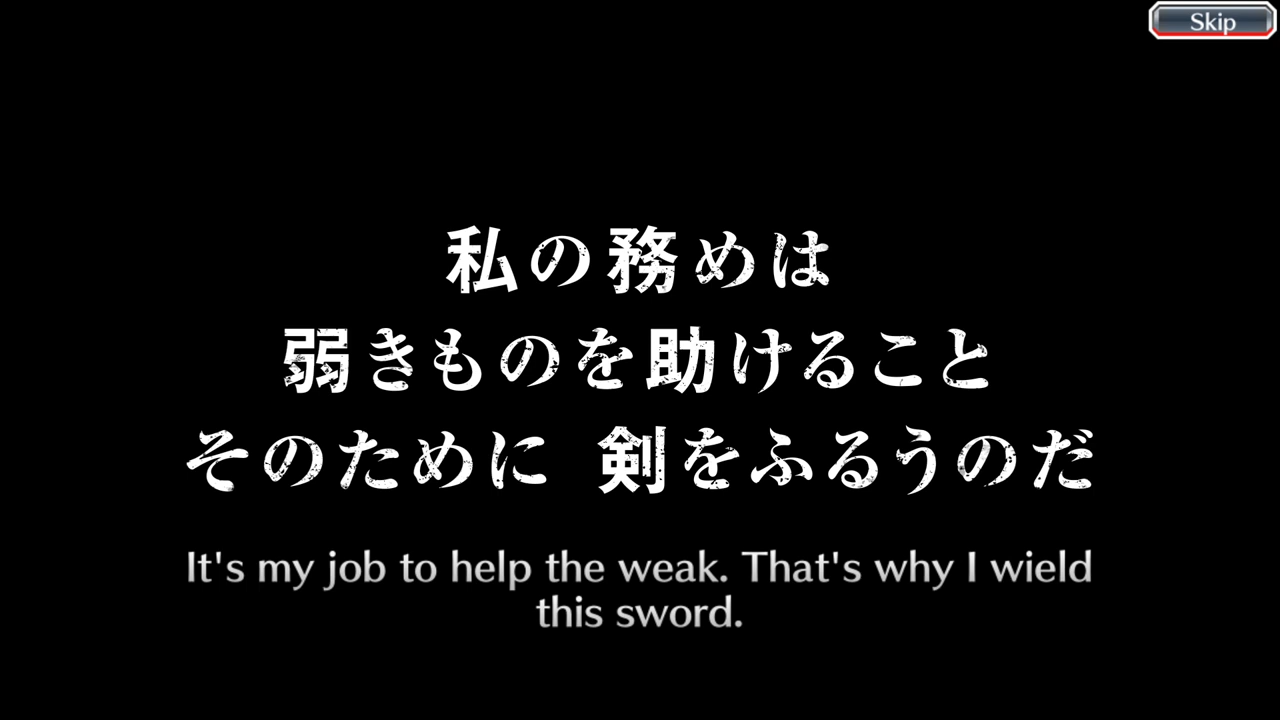 Skip
私の務めは
弱きものを助けること
そのために 剣をふるうのだ
It's my job to help the weak. That's why I wield
this sword.